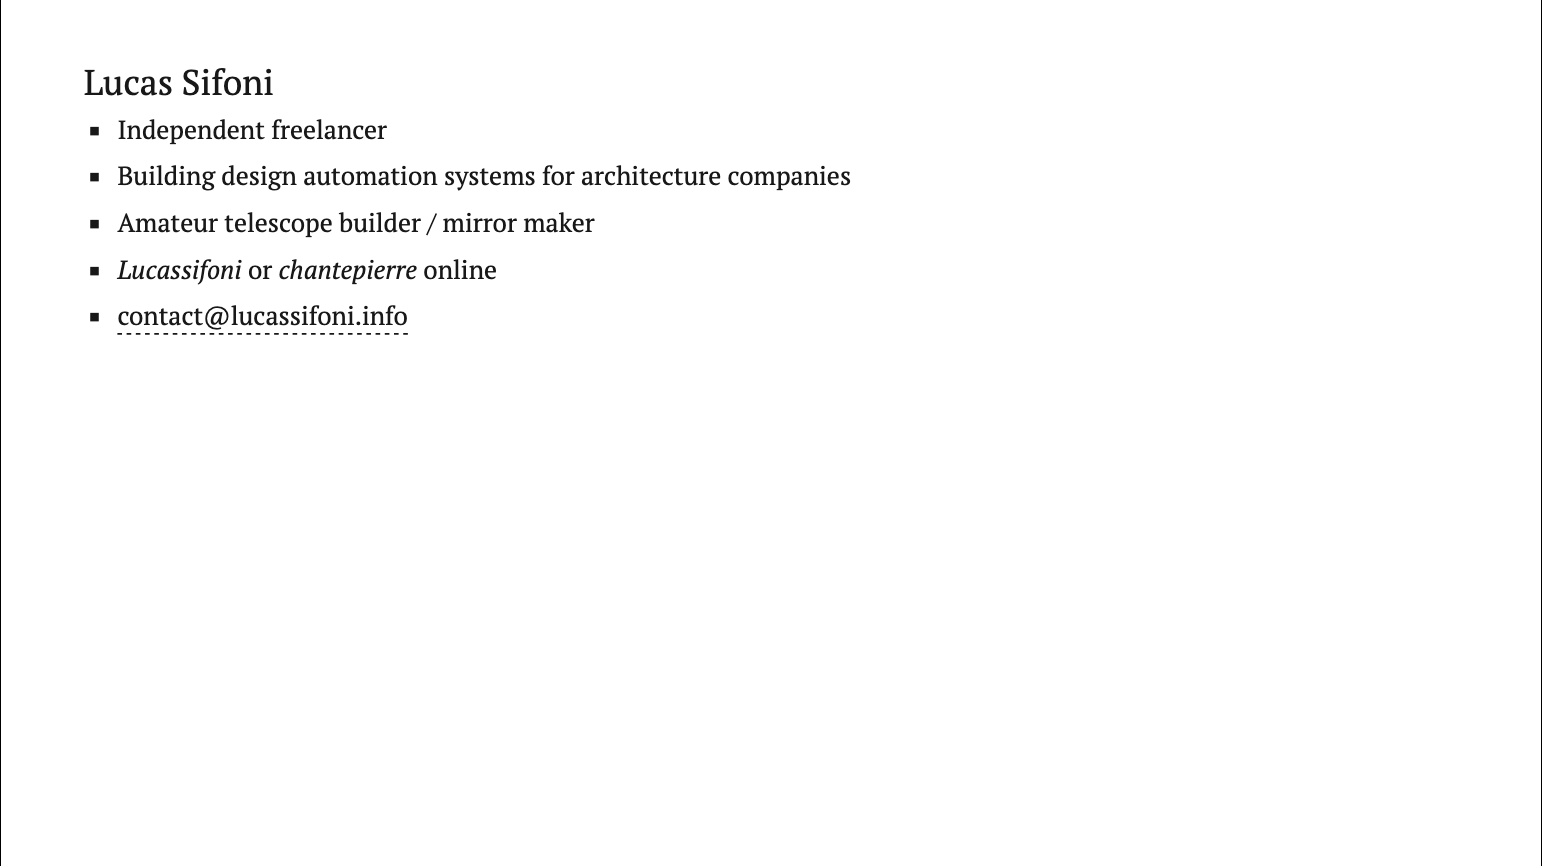 Lucas Sifoni
▪ Independent freelancer
▪ Building design automation systems for architecture companies
▪ Amateur telescope builder / mirror maker
▪ Lucassifoni or chantepierre online
▪ contact@lucassifoni.info